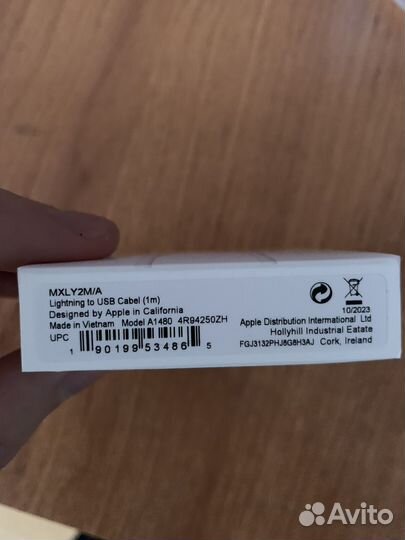 MXLY2M/A
Lightning to USB Cabel (1m)
Designed by Apple in California
Made in Vietnam Model A1480 4R94250ZH
UPC
1 90199 53486 5
10/2023
Apple Distribution International Ltd
Hollyhill Industrial Eatate
FGJ3132PHJ8G8H3AJ Cork, Ireland
Avito